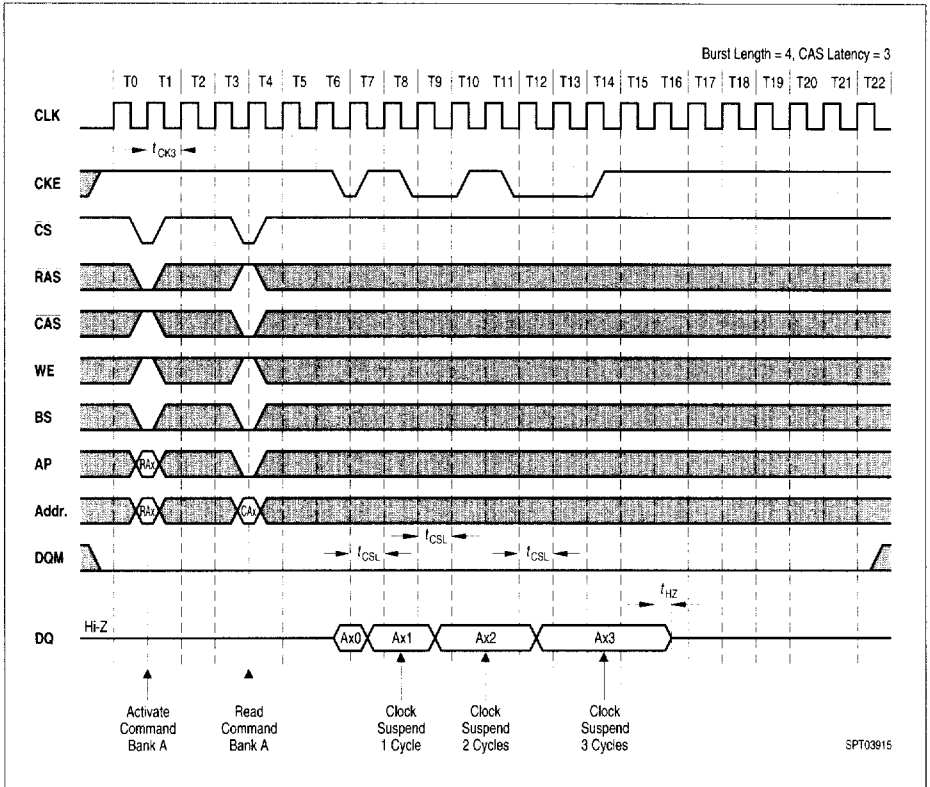 Burst Length = 4, CAS Latency = 3
T0 T1 T2 T3 T4 T5 T6 T7 T8 T9 T10 T11 T12 T13 T14 T15 T16 T17 T18 T19 T20 T21 T22
CLK
tCK3
CKE
CS
RAS
CAS
WE
BS
AP RAx
Addr. RAx CAx
tCSL
DQM tCSL tCSL
tHZ
Hi-Z
DQ Ax0 Ax1 Ax2 Ax3
Activate Command Bank A
Read Command Bank A
Clock Suspend 1 Cycle
Clock Suspend 2 Cycles
Clock Suspend 3 Cycles
SPT03915